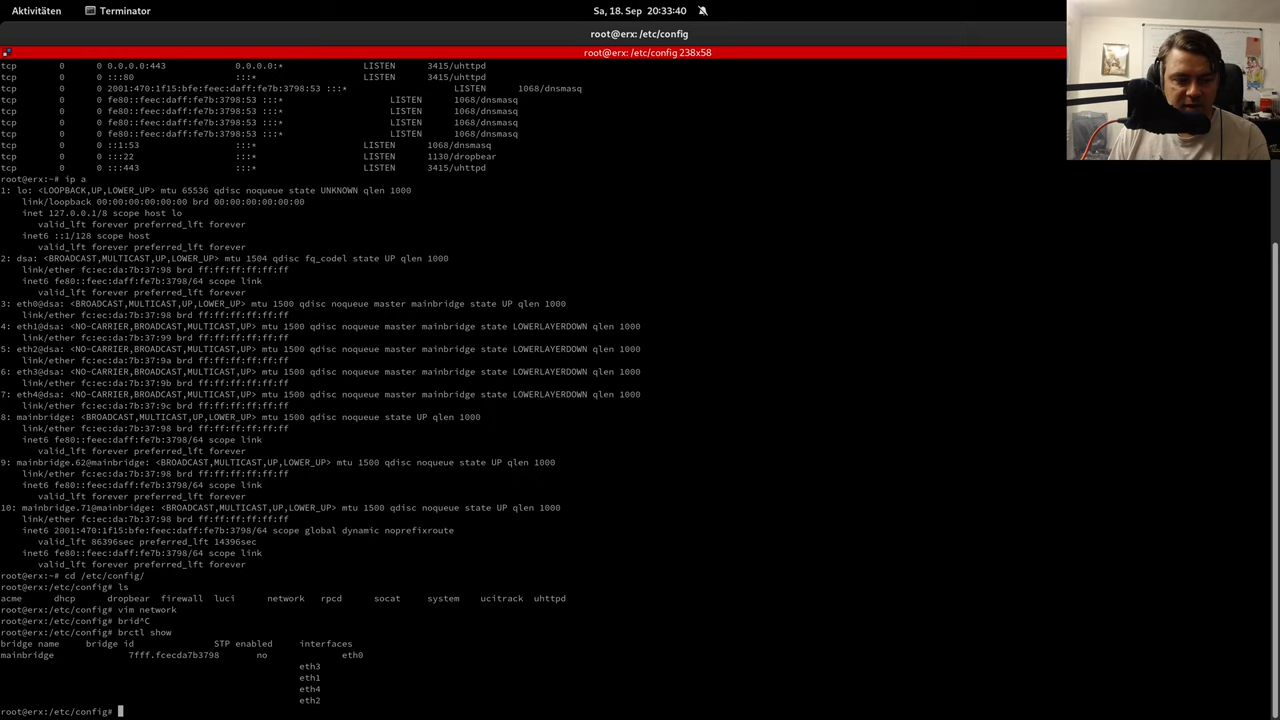 Aktivitäten
Terminator
Sa, 18. Sep 20:33:40
root@erx: /etc/config
root@erx: /etc/config 238x58
tcp 0 0 0.0.0.0:443 0.0.0.0:* LISTEN 3415/uhttpd
tcp 0 0 :::80 :::* LISTEN 3415/uhttpd
tcp 0 0 2001:470:1f15:bfe:feec:daff:fe7b:3798:53 :::* LISTEN 1068/dnsmasq
tcp 0 0 fe80::feec:daff:fe7b:3798:53 :::* LISTEN 1068/dnsmasq
tcp 0 0 fe80::feec:daff:fe7b:3798:53 :::* LISTEN 1068/dnsmasq
tcp 0 0 fe80::feec:daff:fe7b:3798:53 :::* LISTEN 1068/dnsmasq
tcp 0 0 fe80::feec:daff:fe7b:3798:53 :::* LISTEN 1068/dnsmasq
tcp 0 0 ::1:53 :::* LISTEN 1068/dnsmasq
tcp 0 0 :::22 :::* LISTEN 1130/dropbear
tcp 0 0 :::443 :::* LISTEN 3415/uhttpd
root@erx:~# ip a
1: lo: <LOOPBACK,UP,LOWER_UP> mtu 65536 qdisc noqueue state UNKNOWN qlen 1000
link/loopback 00:00:00:00:00:00 brd 00:00:00:00:00:00
inet 127.0.0.1/8 scope host lo
valid_lft forever preferred_lft forever
inet6 ::1/128 scope host
valid_lft forever preferred_lft forever
2: dsa: <BROADCAST,MULTICAST,UP,LOWER_UP> mtu 1504 qdisc fq_codel state UP qlen 1000
link/ether fc:ec:da:7b:37:98 brd ff:ff:ff:ff:ff:ff
inet6 fe80::feec:daff:fe7b:3798/64 scope link
valid_lft forever preferred_lft forever
3: eth0@dsa: <BROADCAST,MULTICAST,UP,LOWER_UP> mtu 1500 qdisc noqueue master mainbridge state UP qlen 1000
link/ether fc:ec:da:7b:37:98 brd ff:ff:ff:ff:ff:ff
4: eth1@dsa: <NO-CARRIER,BROADCAST,MULTICAST,UP> mtu 1500 qdisc noqueue master mainbridge state LOWERLAYERDOWN qlen 1000
link/ether fc:ec:da:7b:37:99 brd ff:ff:ff:ff:ff:ff
5: eth2@dsa: <NO-CARRIER,BROADCAST,MULTICAST,UP> mtu 1500 qdisc noqueue master mainbridge state LOWERLAYERDOWN qlen 1000
link/ether fc:ec:da:7b:37:9a brd ff:ff:ff:ff:ff:ff
6: eth3@dsa: <NO-CARRIER,BROADCAST,MULTICAST,UP> mtu 1500 qdisc noqueue master mainbridge state LOWERLAYERDOWN qlen 1000
link/ether fc:ec:da:7b:37:9b brd ff:ff:ff:ff:ff:ff
7: eth4@dsa: <NO-CARRIER,BROADCAST,MULTICAST,UP> mtu 1500 qdisc noqueue master mainbridge state LOWERLAYERDOWN qlen 1000
link/ether fc:ec:da:7b:37:9c brd ff:ff:ff:ff:ff:ff
8: mainbridge: <BROADCAST,MULTICAST,UP,LOWER_UP> mtu 1500 qdisc noqueue state UP qlen 1000
link/ether fc:ec:da:7b:37:98 brd ff:ff:ff:ff:ff:ff
inet6 fe80::feec:daff:fe7b:3798/64 scope link
valid_lft forever preferred_lft forever
9: mainbridge.62@mainbridge: <BROADCAST,MULTICAST,UP,LOWER_UP> mtu 1500 qdisc noqueue state UP qlen 1000
link/ether fc:ec:da:7b:37:98 brd ff:ff:ff:ff:ff:ff
inet6 fe80::feec:daff:fe7b:3798/64 scope link
valid_lft forever preferred_lft forever
10: mainbridge.71@mainbridge: <BROADCAST,MULTICAST,UP,LOWER_UP> mtu 1500 qdisc noqueue state UP qlen 1000
link/ether fc:ec:da:7b:37:98 brd ff:ff:ff:ff:ff:ff
inet6 2001:470:1f15:bfe:feec:daff:fe7b:3798/64 scope global dynamic noprefixroute
valid_lft 86396sec preferred_lft 14396sec
inet6 fe80::feec:daff:fe7b:3798/64 scope link
valid_lft forever preferred_lft forever
root@erx:~# cd /etc/config/
root@erx:/etc/config# ls
acme dhcp dropbear firewall luci network rpcd socat system ucitrack uhttpd
root@erx:/etc/config# vim network
root@erx:/etc/config# brid^C
root@erx:/etc/config# brctl show
bridge name bridge id STP enabled interfaces
mainbridge 7fff.fcecda7b3798 no eth0
eth3
eth1
eth4
eth2
root@erx:/etc/config#